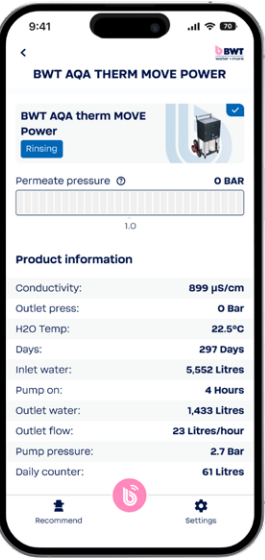 9:41
70
BWT
BWT AQA THERM MOVE POWER
BWT AQA therm MOVE
Power
Rinsing
Permeate pressure ? 0 BAR
1.0
Product information
Conductivity: 899 µS/cm
Outlet press: 0 Bar
H2O Temp: 22.5°C
Days: 297 Days
Inlet water: 5,552 Litres
Pump on: 4 Hours
Outlet water: 1,433 Litres
Outlet flow: 23 Litres/hour
Pump pressure: 2.7 Bar
Daily counter: 61 Litres
Recommend
Settings